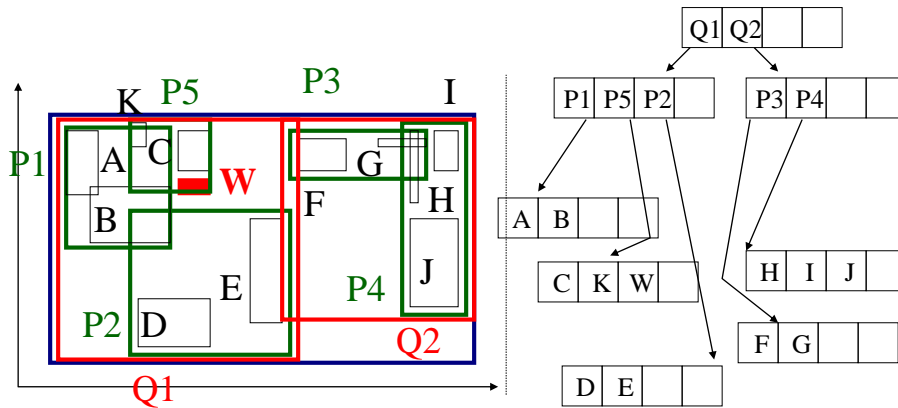 K P5 P3 I
P1 A C W G
B F H
E P4 J
P2 D
Q1 Q2
Q1 Q2
P1 P5 P2
P3 P4
A B
C K W
H I J
F G
D E